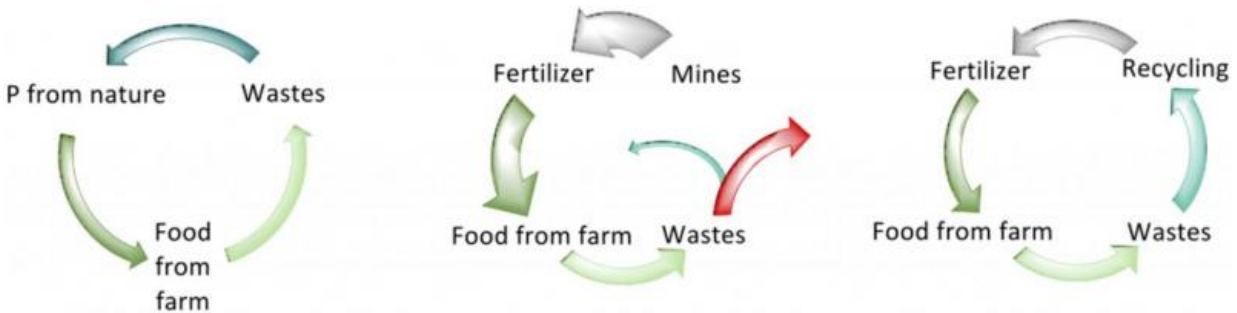 P from nature
Wastes
Food
from
farm
Fertilizer
Mines
Food from farm
Wastes
Fertilizer
Recycling
Food from farm
Wastes